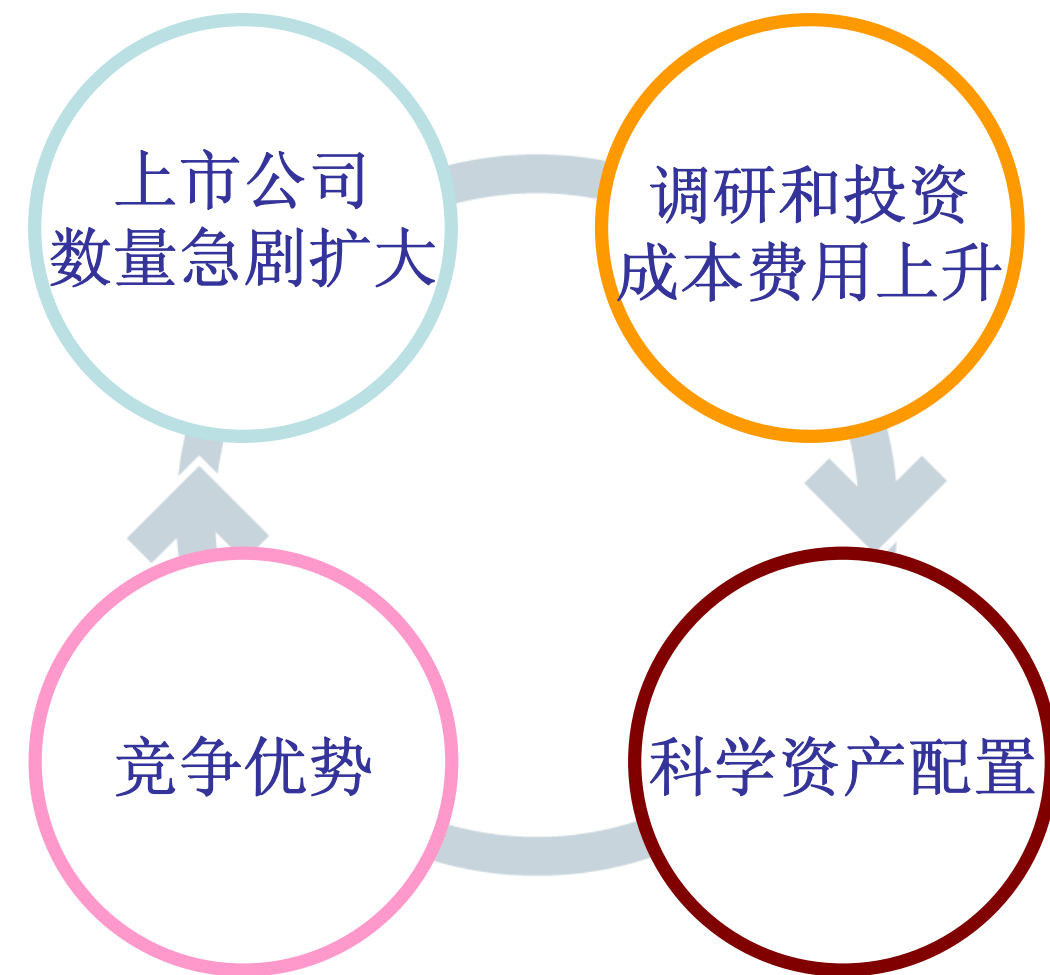 上市公司
数量急剧扩大
调研和投资
成本费用上升
竞争优势
科学资产配置